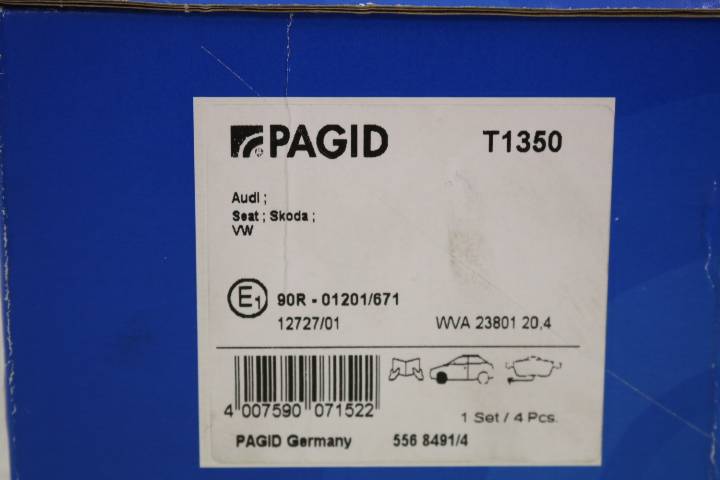 PAGID T1350
Audi ;
Seat ; Skoda ;
VW
E1 90R - 01201/671
12727/01 WVA 23801 20,4
4 007590 071522
1 Set / 4 Pcs.
PAGID Germany 556 8491/4